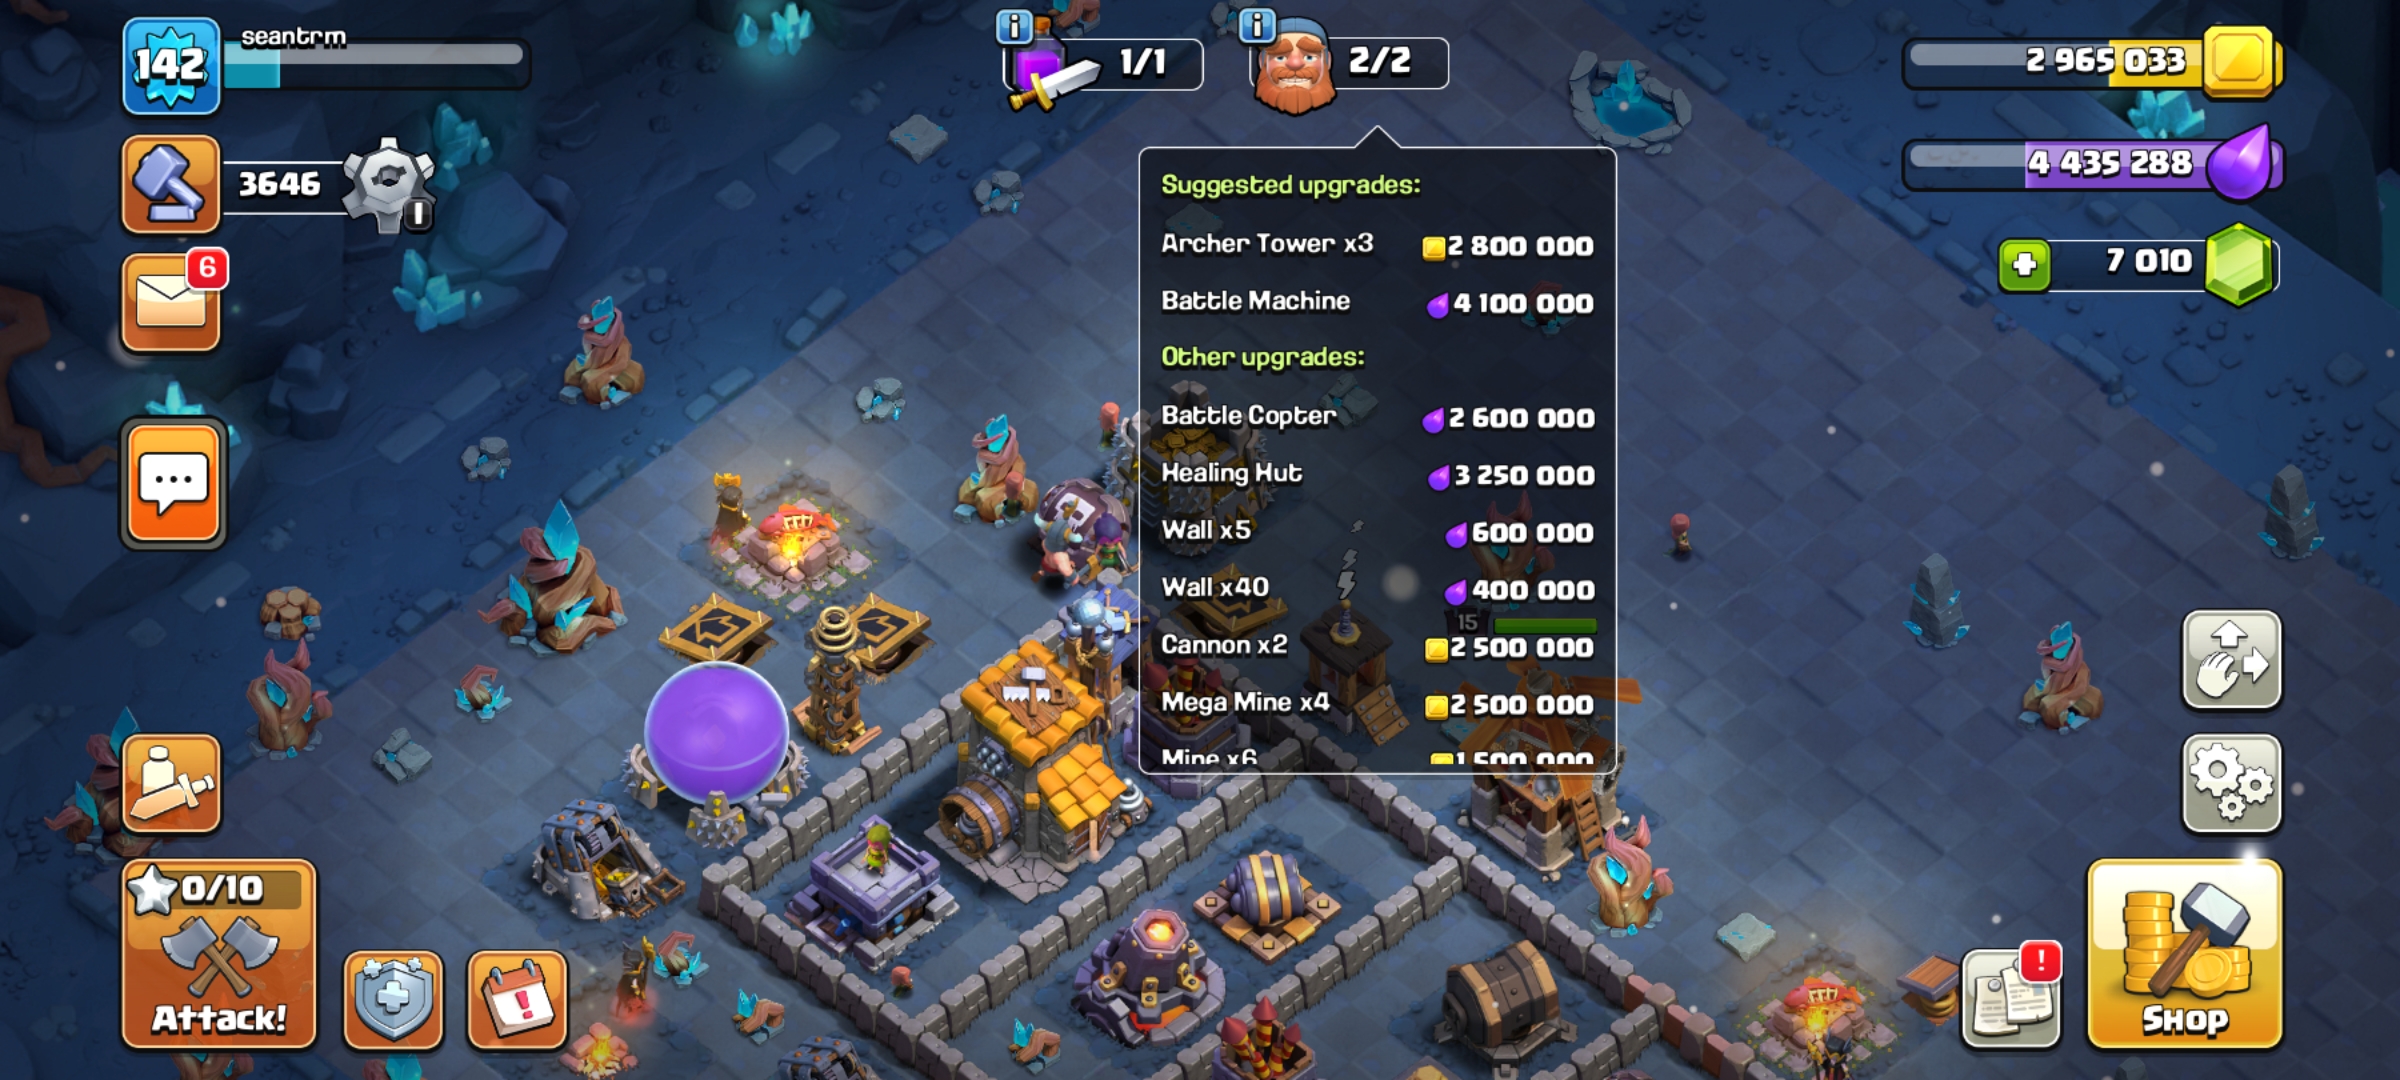 142
seantrm
1/1
2/2
2 965 033
3646
I
4 435 288
6
7 010
Suggested upgrades:
Archer Tower x3 2 800 000
Battle Machine 4 100 000
Other upgrades:
Battle Copter 2 600 000
Healing Hut 3 250 000
Wall x5 600 000
Wall x40 400 000
15
Cannon x2 2 500 000
Mega Mine x4 2 500 000
Mine x6 1 500 000
0/10
Attack!
!
Shop